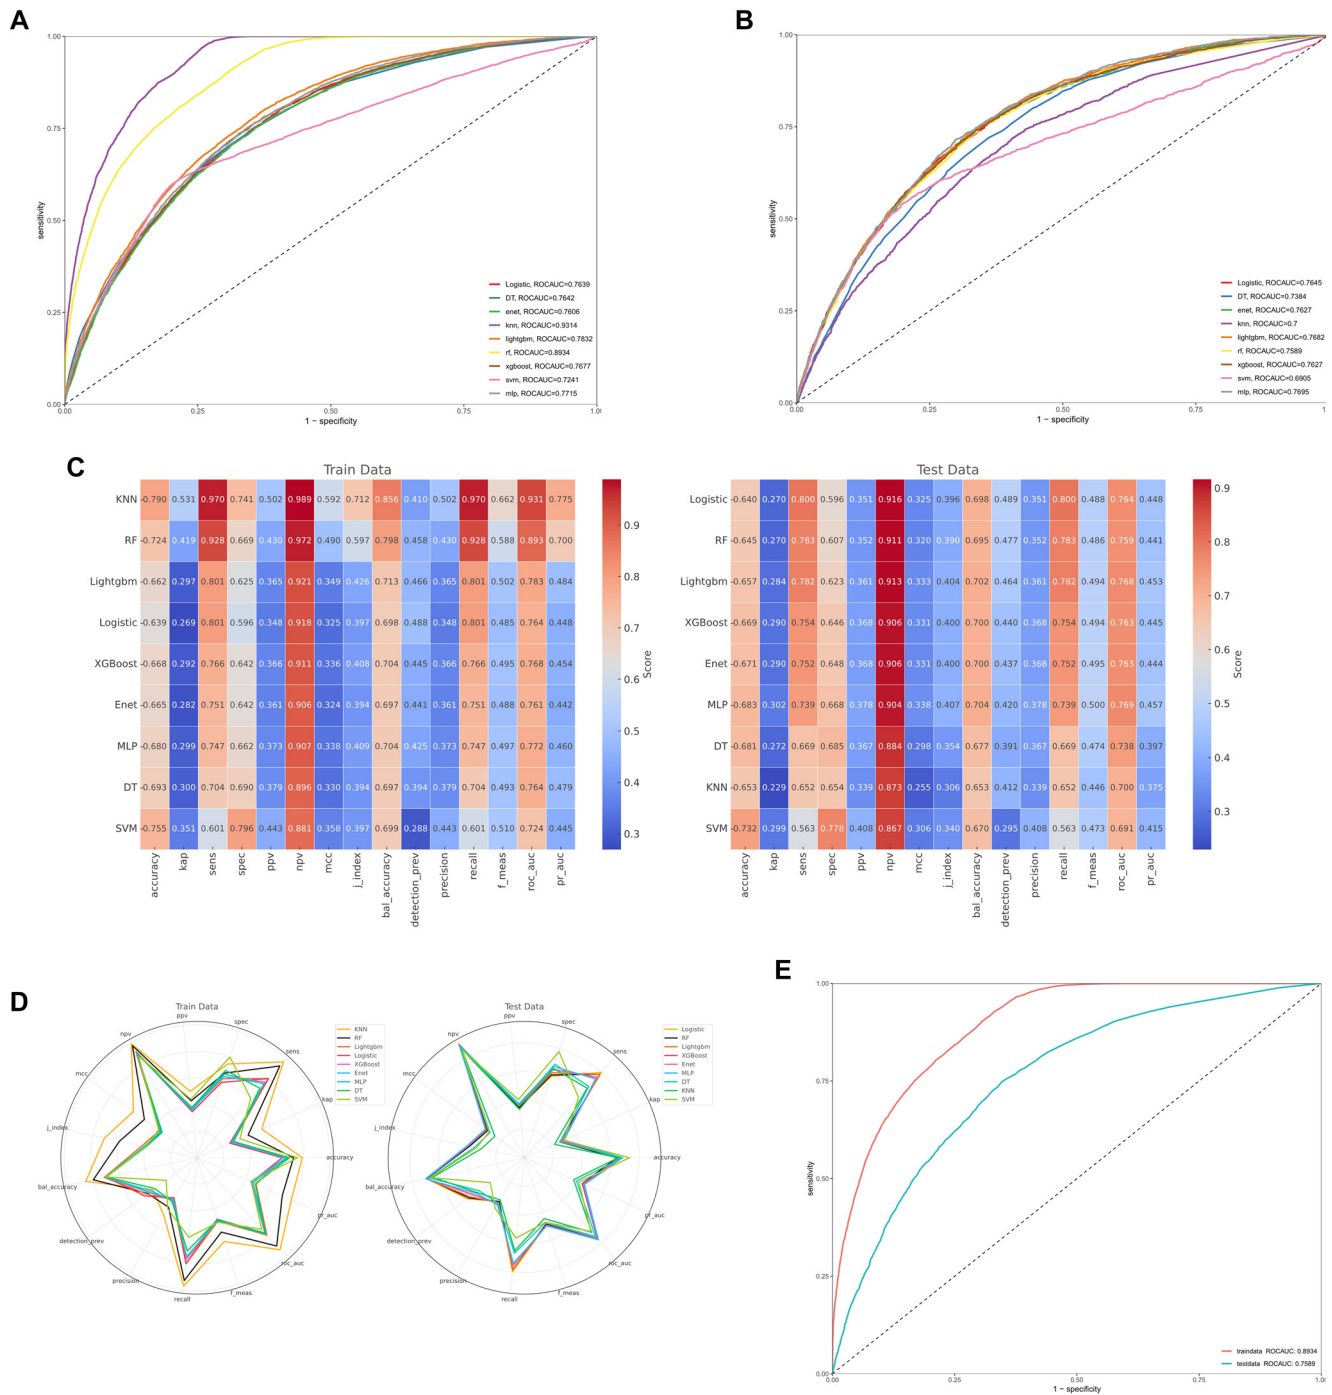 A
1.00
0.75
0.50
0.25
0.00
sensitivity
0.00
0.25
0.50
0.75
1.0
1 − specificity
Logistic, ROCAUC=0.7639
DT, ROCAUC=0.7642
enet, ROCAUC=0.7606
knn, ROCAUC=0.9314
lightgbm, ROCAUC=0.7832
rf, ROCAUC=0.8934
xgboost, ROCAUC=0.7677
svm, ROCAUC=0.7241
mlp, ROCAUC=0.7715
B
1.00
0.75
0.50
0.25
0.00
sensitivity
0.00
0.25
0.50
0.75
1.0
1 − specificity
Logistic, ROCAUC=0.7645
DT, ROCAUC=0.7384
enet, ROCAUC=0.7627
knn, ROCAUC=0.7
lightgbm, ROCAUC=0.7682
rf, ROCAUC=0.7589
xgboost, ROCAUC=0.7627
svm, ROCAUC=0.6905
mlp, ROCAUC=0.7695
C
Train Data
KNN 0.790 0.531 0.970 0.741 0.502 0.989 0.592 0.712 0.856 0.410 0.502 0.970 0.662 0.931 0.775
RF 0.724 0.419 0.928 0.669 0.430 0.972 0.490 0.597 0.798 0.458 0.430 0.928 0.588 0.893 0.700
Lightgbm 0.662 0.297 0.801 0.625 0.365 0.921 0.349 0.426 0.713 0.466 0.365 0.801 0.502 0.783 0.484
Logistic 0.639 0.269 0.801 0.596 0.348 0.918 0.325 0.397 0.698 0.488 0.348 0.801 0.485 0.764 0.448
XGBoost 0.668 0.292 0.766 0.642 0.366 0.911 0.336 0.408 0.704 0.445 0.366 0.766 0.495 0.768 0.454
Enet 0.665 0.282 0.751 0.642 0.361 0.906 0.324 0.394 0.697 0.441 0.361 0.751 0.488 0.761 0.442
MLP 0.680 0.299 0.747 0.662 0.373 0.907 0.338 0.409 0.704 0.425 0.373 0.747 0.497 0.772 0.460
DT 0.693 0.300 0.704 0.690 0.379 0.896 0.330 0.394 0.697 0.394 0.379 0.704 0.493 0.764 0.479
SVM 0.755 0.351 0.601 0.796 0.443 0.881 0.358 0.397 0.699 0.288 0.443 0.601 0.510 0.724 0.445
accuracy kap sens spec ppv npv mcc j_index bal_accuracy detection_prev precision recall f_meas roc_auc pr_auc
0.9
0.8
0.7
0.6
0.5
0.4
0.3
Score
Test Data
Logistic 0.640 0.270 0.800 0.596 0.351 0.916 0.325 0.396 0.698 0.489 0.351 0.800 0.488 0.764 0.448
RF 0.645 0.270 0.783 0.607 0.352 0.911 0.320 0.390 0.695 0.477 0.352 0.783 0.486 0.759 0.441
Lightgbm 0.657 0.284 0.782 0.623 0.361 0.913 0.333 0.404 0.702 0.464 0.361 0.782 0.494 0.768 0.453
XGBoost 0.669 0.290 0.754 0.646 0.368 0.906 0.331 0.400 0.700 0.440 0.368 0.754 0.494 0.763 0.445
Enet 0.671 0.290 0.752 0.648 0.368 0.906 0.331 0.400 0.700 0.437 0.368 0.752 0.495 0.763 0.444
MLP 0.683 0.302 0.739 0.668 0.378 0.904 0.338 0.407 0.704 0.420 0.378 0.739 0.500 0.769 0.457
DT 0.681 0.272 0.669 0.685 0.367 0.884 0.298 0.354 0.677 0.391 0.367 0.669 0.474 0.738 0.397
KNN 0.653 0.229 0.652 0.654 0.339 0.873 0.255 0.306 0.653 0.412 0.339 0.652 0.446 0.700 0.375
SVM 0.732 0.299 0.563 0.778 0.408 0.867 0.306 0.340 0.670 0.295 0.408 0.563 0.473 0.691 0.415
accuracy kap sens spec ppv npv mcc j_index bal_accuracy detection_prev precision recall f_meas roc_auc pr_auc
0.9
0.8
0.7
0.6
0.5
0.4
0.3
Score
D
Train Data
ppv
spec
npv
sens
mcc
kap
j_index
accuracy
bal_accuracy
pr_auc
detection_prev
roc_auc
precision
f_meas
recall
KNN
RF
Lightgbm
Logistic
XGBoost
Enet
MLP
DT
SVM
Test Data
ppv
spec
npv
sens
mcc
kap
j_index
accuracy
bal_accuracy
pr_auc
detection_prev
roc_auc
precision
f_meas
recall
Logistic
RF
Lightgbm
XGBoost
Enet
MLP
DT
KNN
SVM
E
1.00
0.75
0.50
0.25
0.00
sensitivity
0.00
0.25
0.50
0.75
1.00
1 − specificity
traindata ROCAUC: 0.8934
testdata ROCAUC: 0.7589